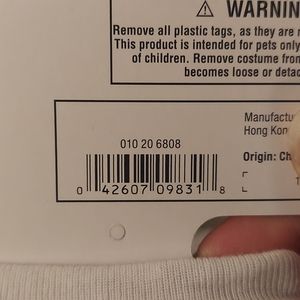 ⚠ WARNIN
Remove all plastic tags, as they are
This product is intended for pets only
of children. Remove costume from
becomes loose or detac
010 20 6808
0 42607 09831 8
Manufactu
Hong Kon
Origin: Ch